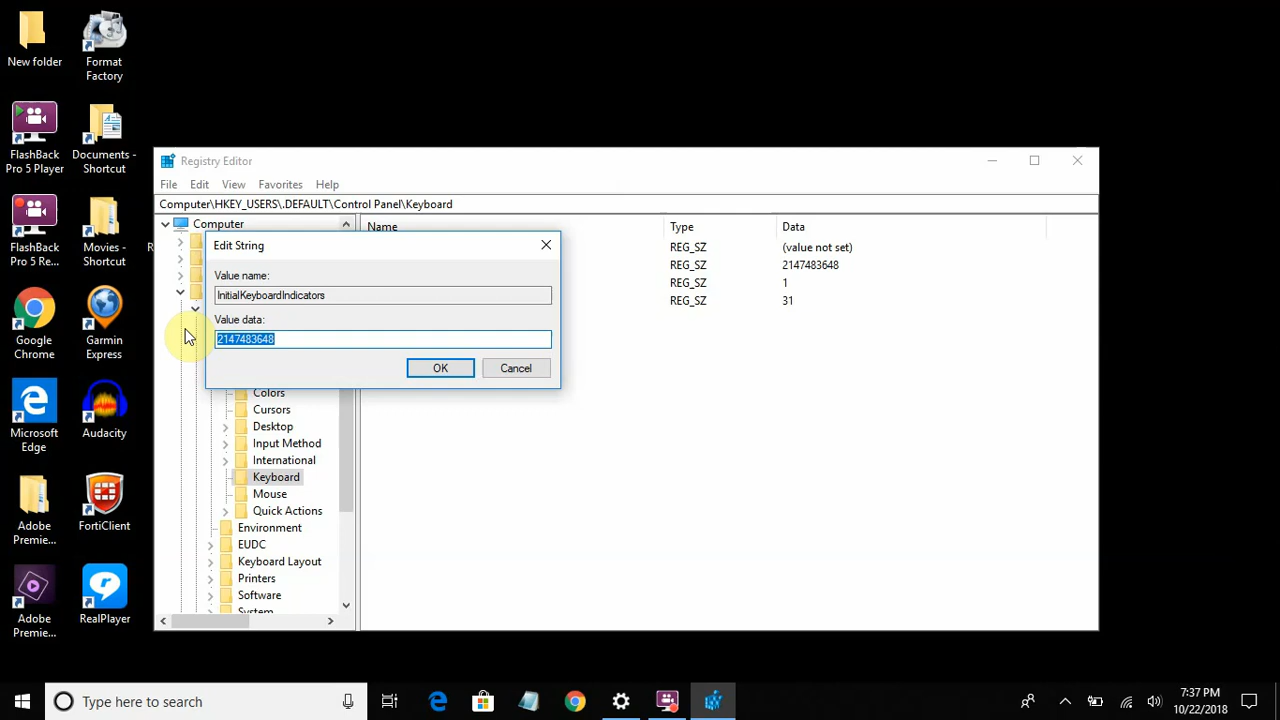 New folder
Format
Factory
FlashBack
Pro 5 Player
Documents -
Shortcut
FlashBack
Pro 5 Re...
Movies -
Shortcut
R
Google
Chrome
Garmin
Express
Microsoft
Edge
Audacity
Adobe
Premie...
FortiClient
Adobe
Premie...
RealPlayer
Registry Editor
File Edit View Favorites Help
Computer\HKEY_USERS\.DEFAULT\Control Panel\Keyboard
Computer
Name Type Data
REG_SZ (value not set)
REG_SZ 2147483648
REG_SZ 1
REG_SZ 31
Edit String
Value name:
InitialKeyboardIndicators
Value data:
2147483648
OK Cancel
Colors
Cursors
Desktop
Input Method
International
Keyboard
Mouse
Quick Actions
Environment
EUDC
Keyboard Layout
Printers
Software
System
Type here to search
7:37 PM
10/22/2018